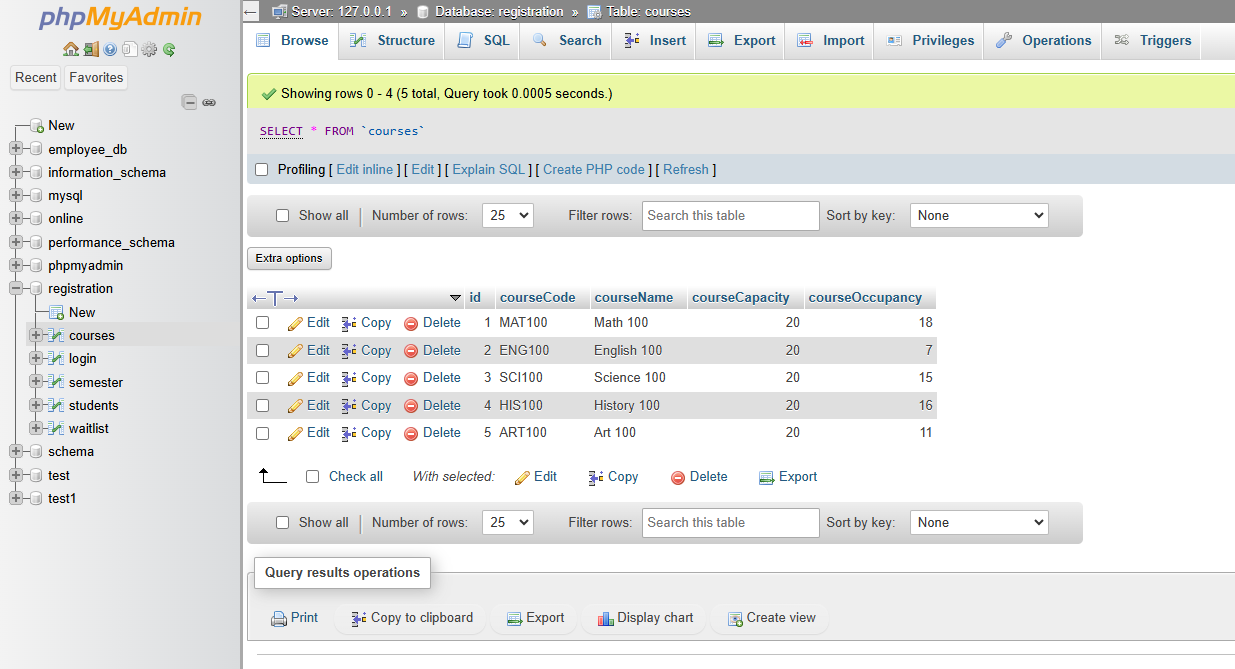 phpMyAdmin
Recent Favorites
New
employee_db
information_schema
mysql
online
performance_schema
phpmyadmin
registration
New
courses
login
semester
students
waitlist
schema
test
test1
Server: 127.0.0.1 » Database: registration » Table: courses
Browse Structure SQL Search Insert Export Import Privileges Operations Triggers
Showing rows 0 - 4 (5 total, Query took 0.0005 seconds.)
SELECT * FROM `courses`
Profiling [ Edit inline ] [ Edit ] [ Explain SQL ] [ Create PHP code ] [ Refresh ]
Show all Number of rows: 25 Filter rows: Search this table Sort by key: None
Extra options
←T→ id courseCode courseName courseCapacity courseOccupancy
Edit Copy Delete 1 MAT100 Math 100 20 18
Edit Copy Delete 2 ENG100 English 100 20 7
Edit Copy Delete 3 SCI100 Science 100 20 15
Edit Copy Delete 4 HIS100 History 100 20 16
Edit Copy Delete 5 ART100 Art 100 20 11
Check all With selected: Edit Copy Delete Export
Show all Number of rows: 25 Filter rows: Search this table Sort by key: None
Query results operations
Print Copy to clipboard Export Display chart Create view